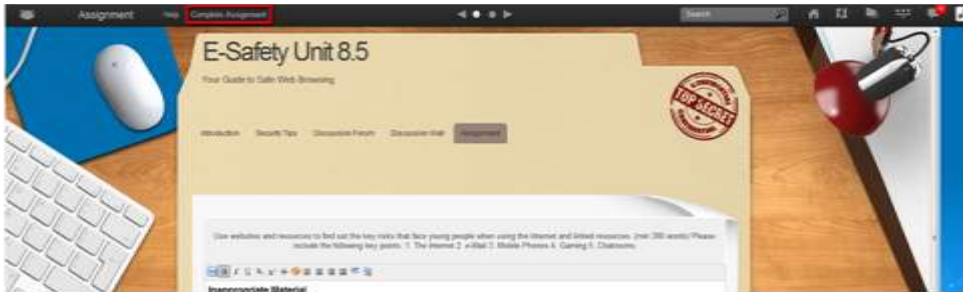 Assignment Help Complete Assignment Search
E-Safety Unit 8.5
Your Guide to Safe Web Browsing
TOP SECRET
Introduction Security Tips Discussion Forum Discussion Wall Assignment
Use websites and resources to find out the key risks that face young people when using the internet and linked resources. (min 200 words) Please
include the following key points: 1. The internet 2. e-Mail 3. Mobile Phones 4. Gaming 5. Chatrooms
Inappropriate Material